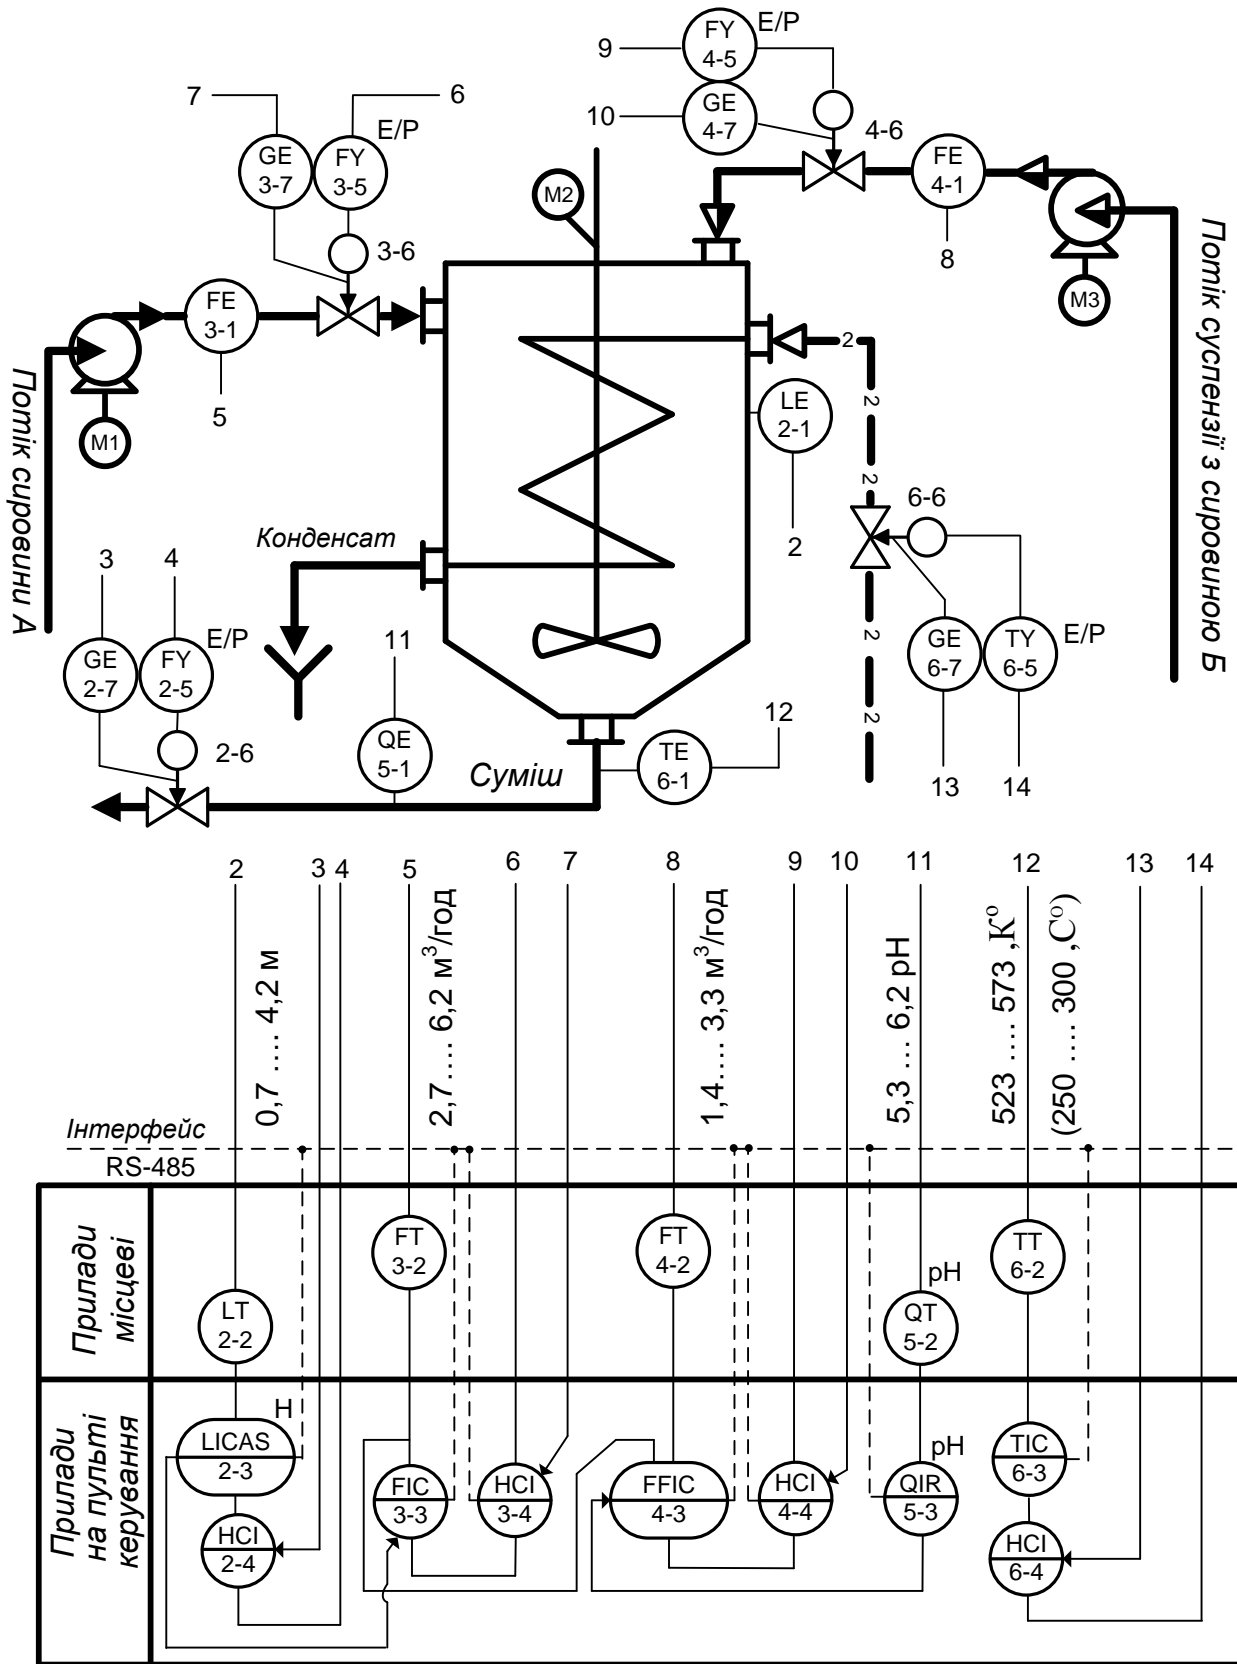 FY
4-5
E/P
9
GE
4-7
10
4-6
7
6
E/P
GE
3-7
FY
3-5
3-6
M2
FE
4-1
8
M3
FE
3-1
5
M1
Потік сировини А
Потік суспензії з сировиною Б
2
LE
2-1
2
2
2
6-6
Конденсат
3
4
E/P
GE
2-7
FY
2-5
2-6
11
QE
5-1
Суміш
TE
6-1
12
GE
6-7
TY
6-5
E/P
2
2
13
14
2
3
4
5
6
7
8
9
10
11
12
13
14
0,7 .... 4,2 м
2,7.... 6,2 м³/год
1,4.... 3,3 м³/год
5,3 ... 6,2 pH
523 .... 573 ,К⁰
(250 .... 300 ,С⁰)
Інтерфейс
RS-485
Прилади
місцеві
LT
2-2
FT
3-2
FT
4-2
pH
QT
5-2
TT
6-2
Прилади
на пульті
керування
H
LICAS
2-3
HCI
2-4
FIC
3-3
HCI
3-4
FFIC
4-3
HCI
4-4
pH
QIR
5-3
TIC
6-3
HCI
6-4